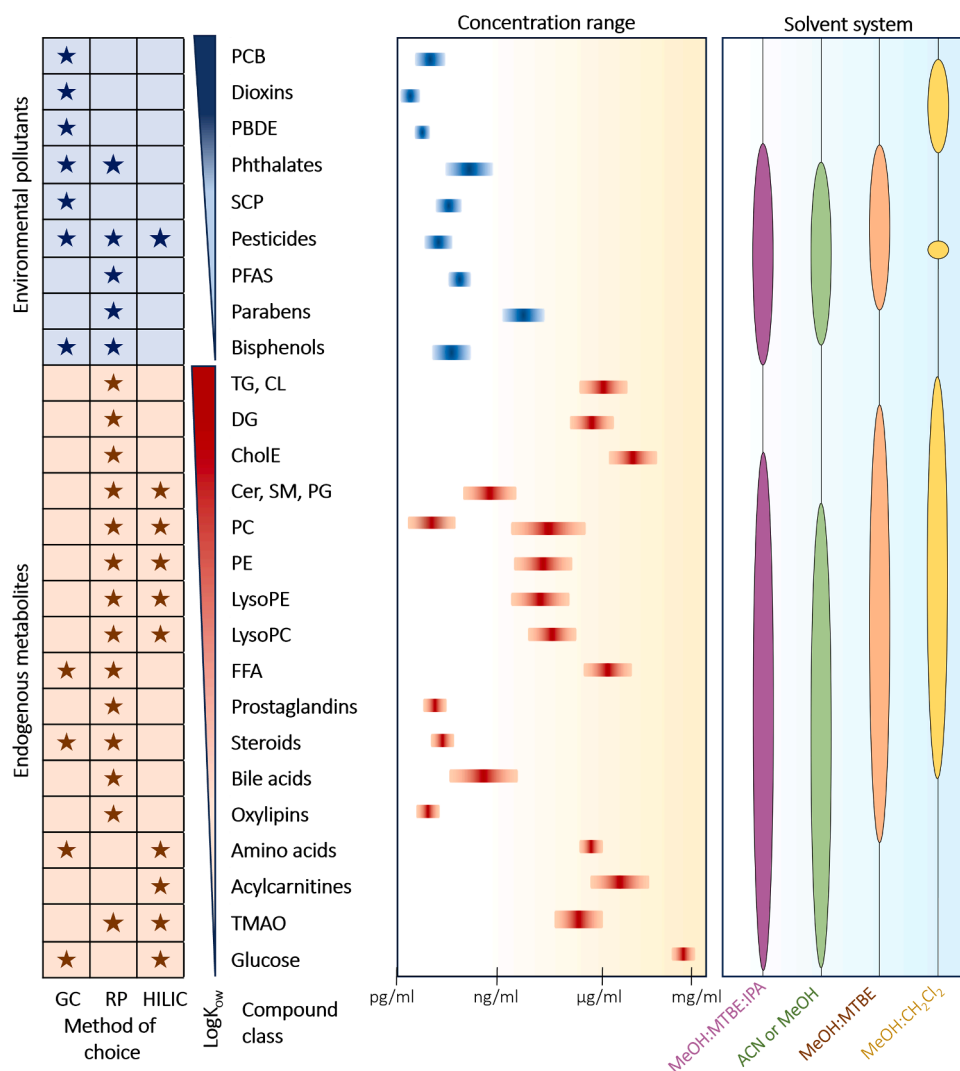 Concentration range
Solvent system
Environmental pollutants
PCB
Dioxins
PBDE
Phthalates
SCP
Pesticides
PFAS
Parabens
Bisphenols
Endogenous metabolites
TG, CL
DG
CholE
Cer, SM, PG
PC
PE
LysoPE
LysoPC
FFA
Prostaglandins
Steroids
Bile acids
Oxylipins
Amino acids
Acylcarnitines
TMAO
Glucose
GC RP HILIC
Method of
choice
LogKow
Compound
class
pg/ml ng/ml µg/ml mg/ml
MeOH:MTBE:IPA
ACN or MeOH
MeOH:MTBE
MeOH:CH2Cl2